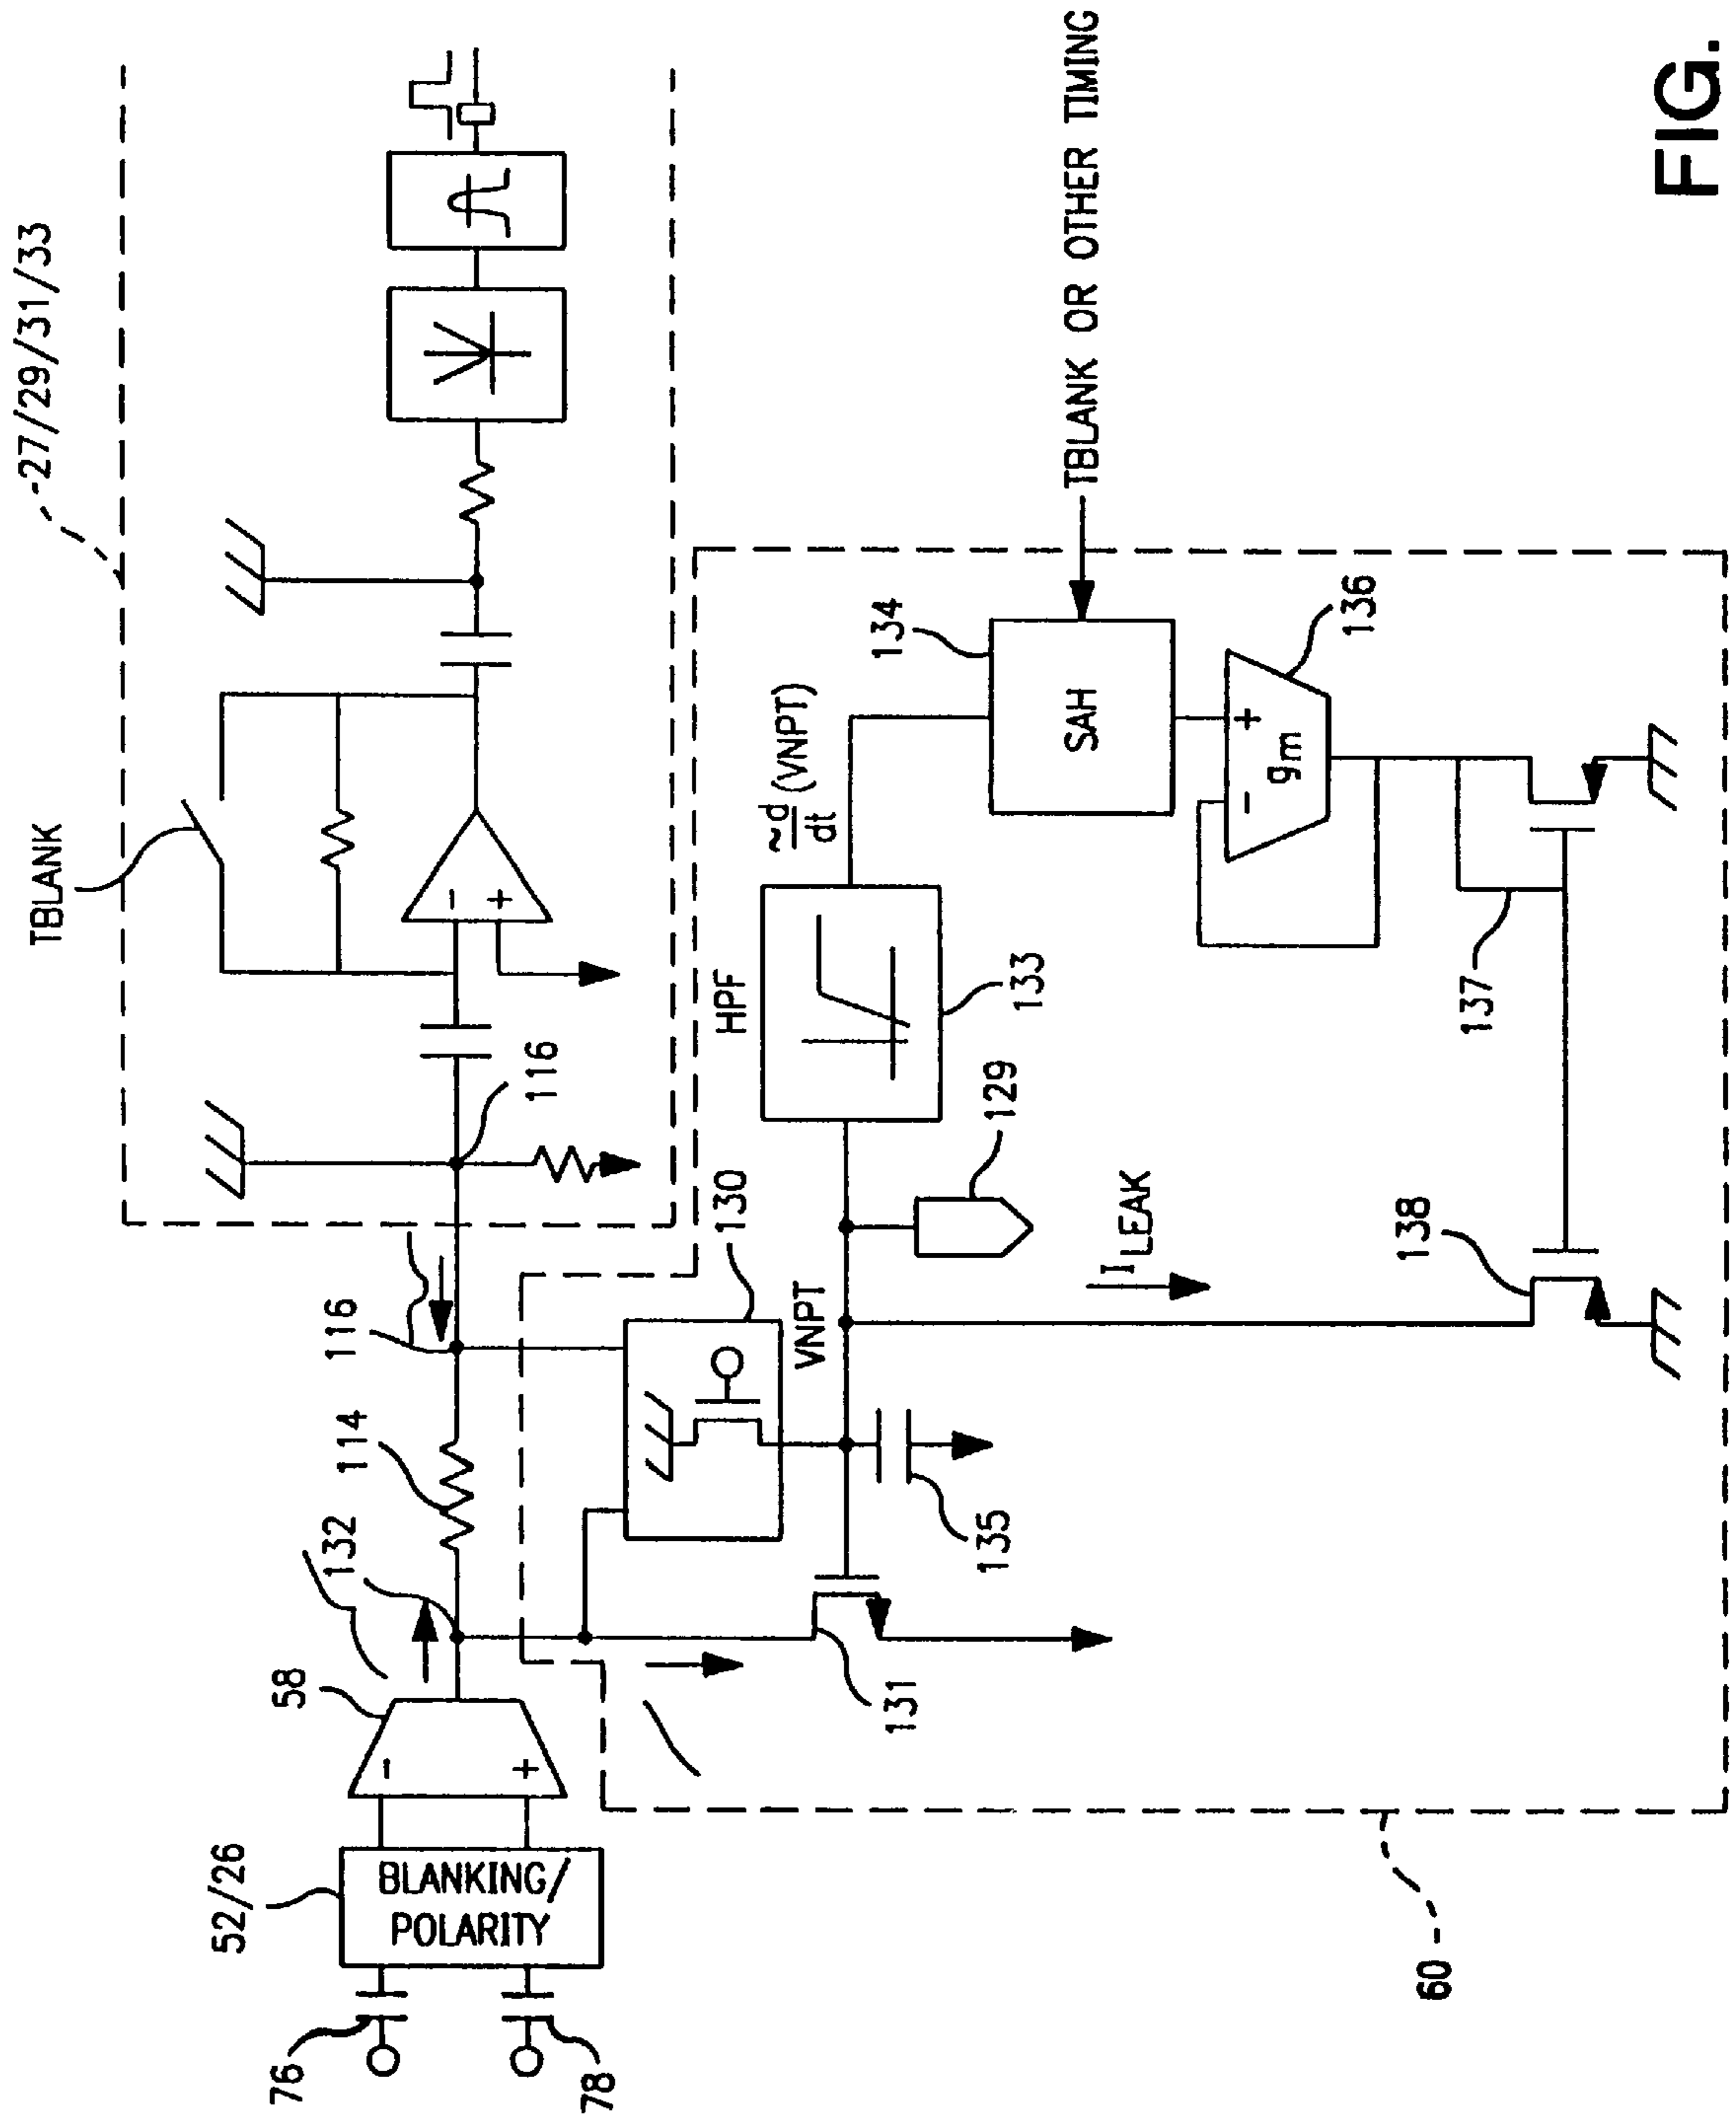 76
78
52/26
BLANKING/
POLARITY
58
-
+
132
114
116
116
TBLANK
-
+
27/29/31/33
130
131
135
VNPT
129
HPF
133
~d/dt (VNPT)
134
SAH
TBLANK OR OTHER TIMING
136
-
+
gm
137
138
I LEAK
60
FIG.